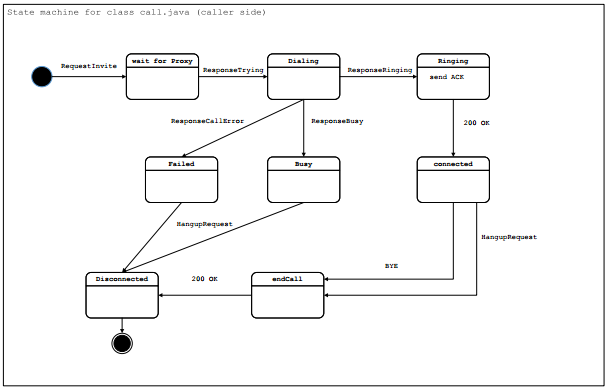 State machine for class call.java (caller side)
RequestInvite
wait for Proxy
ResponseTrying
Dialing
ResponseRinging
Ringing
send ACK
ResponseCallError
ResponseBusy
200 OK
Failed
Busy
connected
HangupRequest
HangupRequest
BYE
Disconnected
200 OK
endCall